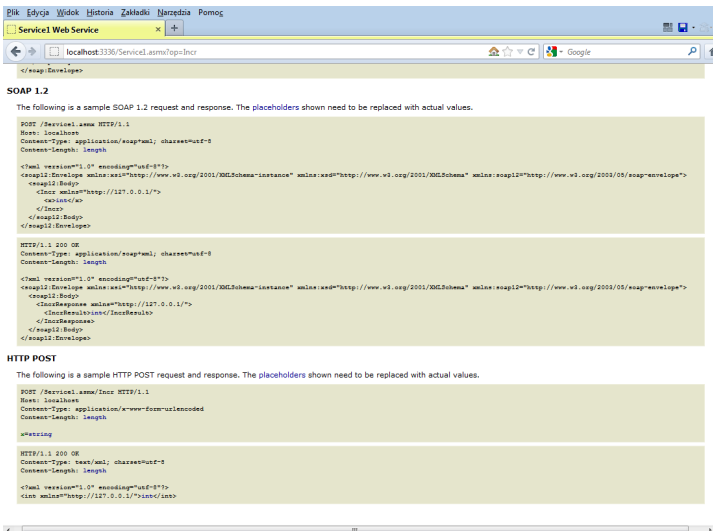 Plik Edycja Widok Historia Zakładki Narzędzia Pomoc
Service1 Web Service × +
localhost:3336/Service1.asmx?op=Incr Google
</soap:Envelope>
SOAP 1.2
The following is a sample SOAP 1.2 request and response. The placeholders shown need to be replaced with actual values.
POST /Service1.asmx HTTP/1.1
Host: localhost
Content-Type: application/soap+xml; charset=utf-8
Content-Length: length
<?xml version="1.0" encoding="utf-8"?>
<soap12:Envelope xmlns:xsi="http://www.w3.org/2001/XMLSchema-instance" xmlns:xsd="http://www.w3.org/2001/XMLSchema" xmlns:soap12="http://www.w3.org/2003/05/soap-envelope">
<soap12:Body>
<Incr xmlns="http://127.0.0.1/">
<x>int</x>
</Incr>
</soap12:Body>
</soap12:Envelope>
HTTP/1.1 200 OK
Content-Type: application/soap+xml; charset=utf-8
Content-Length: length
<?xml version="1.0" encoding="utf-8"?>
<soap12:Envelope xmlns:xsi="http://www.w3.org/2001/XMLSchema-instance" xmlns:xsd="http://www.w3.org/2001/XMLSchema" xmlns:soap12="http://www.w3.org/2003/05/soap-envelope">
<soap12:Body>
<IncrResponse xmlns="http://127.0.0.1/">
<IncrResult>int</IncrResult>
</IncrResponse>
</soap12:Body>
</soap12:Envelope>
HTTP POST
The following is a sample HTTP POST request and response. The placeholders shown need to be replaced with actual values.
POST /Service1.asmx/Incr HTTP/1.1
Host: localhost
Content-Type: application/x-www-form-urlencoded
Content-Length: length
x=string
HTTP/1.1 200 OK
Content-Type: text/xml; charset=utf-8
Content-Length: length
<?xml version="1.0" encoding="utf-8"?>
<int xmlns="http://127.0.0.1/">int</int>